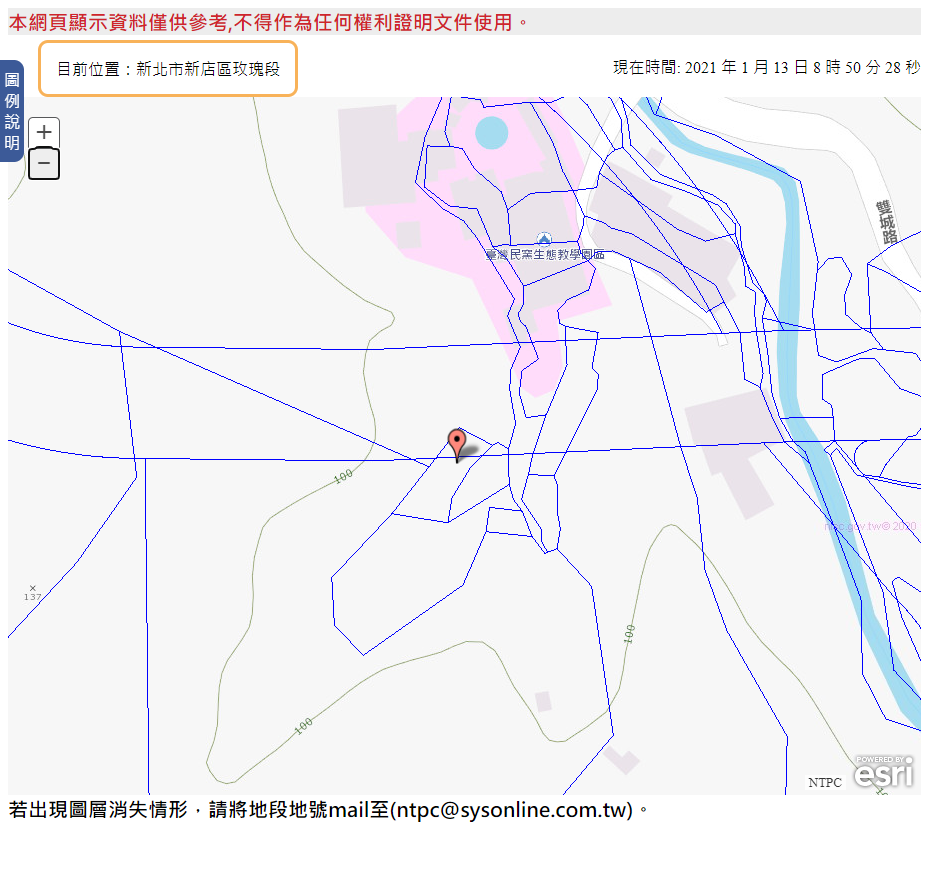 本網頁顯示資料僅供參考,不得作為任何權利證明文件使用。
目前位置：新北市新店區玫瑰段
現在時間: 2021 年 1 月 13 日 8 時 50 分 28 秒
圖例說明
+
−
雙城路
臺灣民窯生態教學園區
100
ntpc.gov.tw© 2020
137
100
100
NTPC
POWERED BY
esri
若出現圖層消失情形，請將地段地號mail至(ntpc@sysonline.com.tw)。